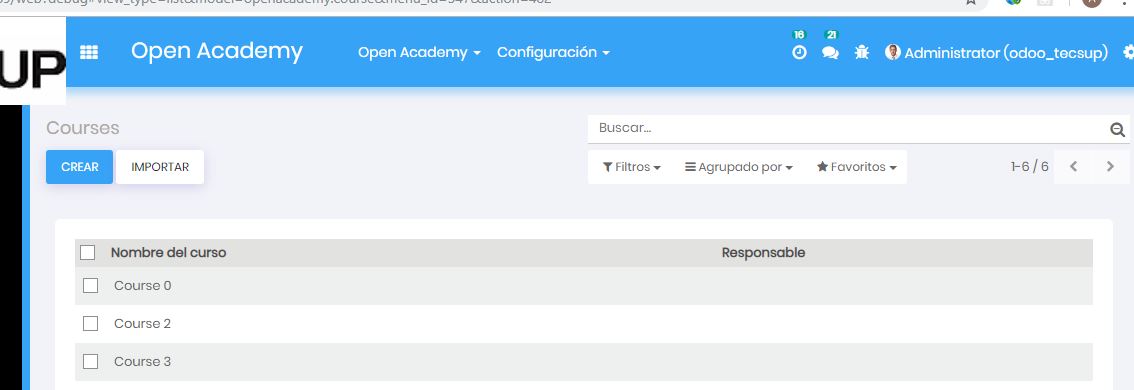 UP
Open Academy
Open Academy
Configuración
16
21
Administrator (odoo_tecsup)
Courses
Buscar...
CREAR
IMPORTAR
Filtros
Agrupado por
Favoritos
1-6 / 6
Nombre del curso
Responsable
Course 0
Course 2
Course 3